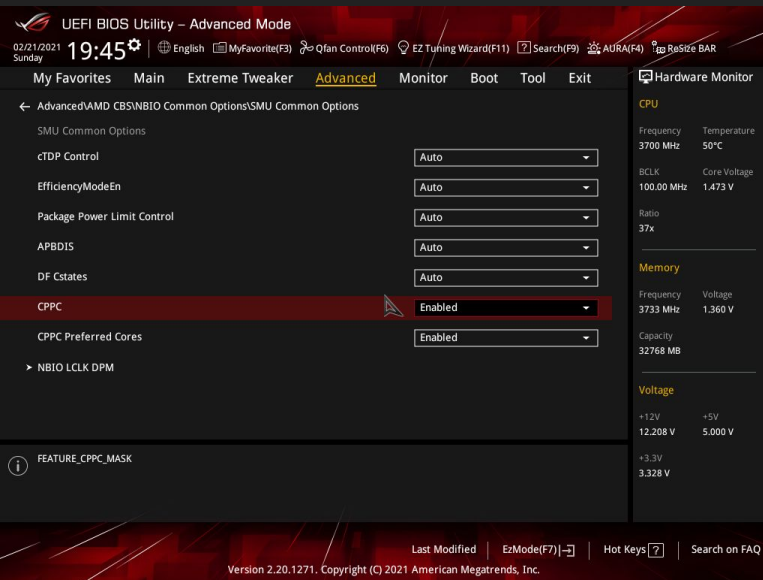 UEFI BIOS Utility – Advanced Mode
02/21/2021 Sunday 19:45 English MyFavorite(F3) Qfan Control(F6) EZ Tuning Wizard(F11) ? Search(F9) AURA(F4) ReSize BAR
My Favorites Main Extreme Tweaker Advanced Monitor Boot Tool Exit
Advanced\AMD CBS\NBIO Common Options\SMU Common Options
SMU Common Options
cTDP Control Auto
EfficiencyModeEn Auto
Package Power Limit Control Auto
APBDIS Auto
DF Cstates Auto
CPPC Enabled
CPPC Preferred Cores Enabled
NBIO LCLK DPM
FEATURE_CPPC_MASK
Hardware Monitor
CPU
Frequency Temperature
3700 MHz 50°C
BCLK Core Voltage
100.00 MHz 1.473 V
Ratio
37x
Memory
Frequency Voltage
3733 MHz 1.360 V
Capacity
32768 MB
Voltage
+12V +5V
12.208 V 5.000 V
+3.3V
3.328 V
Last Modified EzMode(F7) Hot Keys ? Search on FAQ
Version 2.20.1271. Copyright (C) 2021 American Megatrends, Inc.